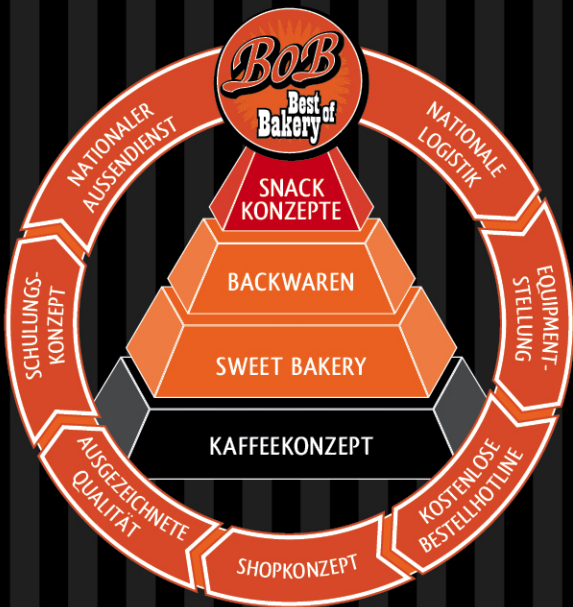 BoB
Best
of
Bakery
NATIONALE
LOGISTIK
EQUIPMENT-
STELLUNG
KOSTENLOSE
BESTELLHOTLINE
SHOPKONZEPT
AUSGEZEICHNETE
QUALITÄT
SCHULUNGS-
KONZEPT
NATIONALER
AUSSENDIENST
SNACK
KONZEPTE
BACKWAREN
SWEET BAKERY
KAFFEEKONZEPT